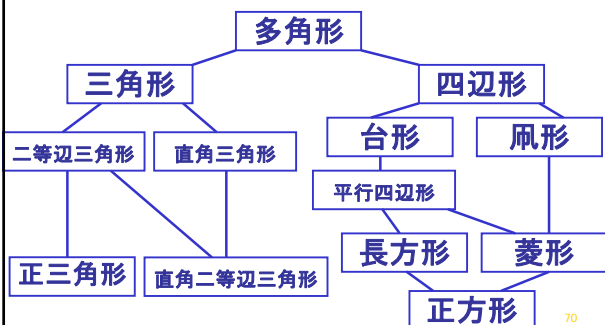 多角形
三角形
四辺形
台形
凧形
二等辺三角形
直角三角形
平行四辺形
長方形
菱形
正三角形
直角二等辺三角形
正方形
70